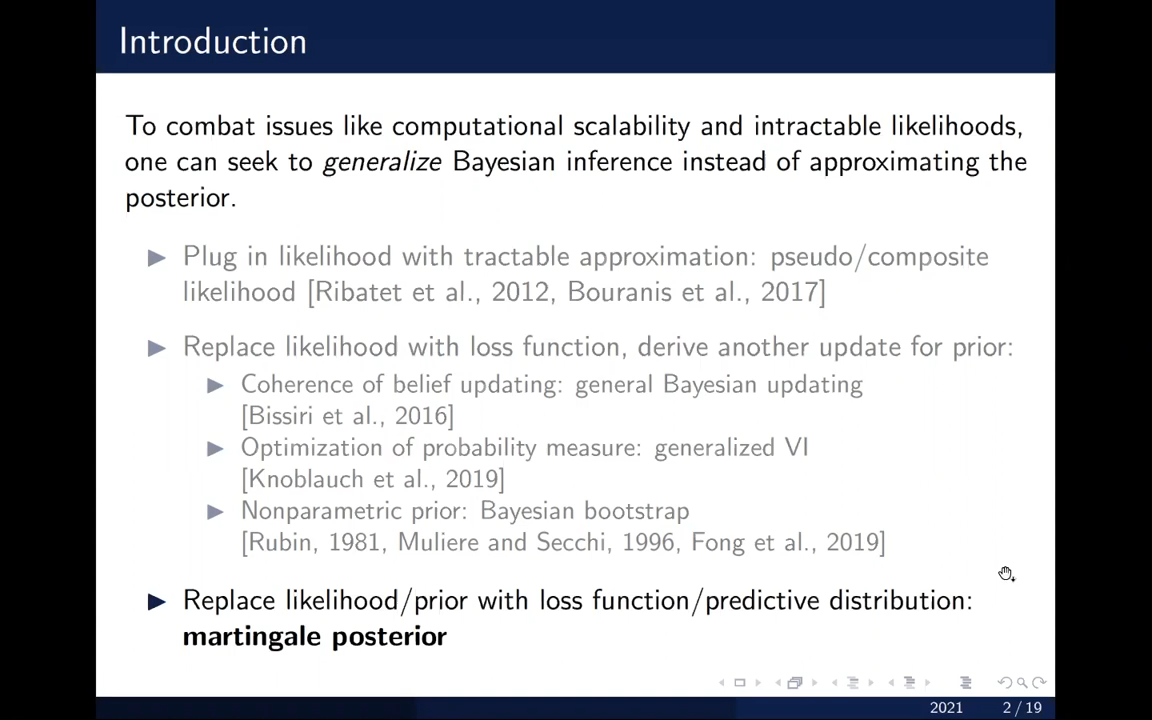 Introduction
To combat issues like computational scalability and intractable likelihoods,
one can seek to generalize Bayesian inference instead of approximating the
posterior.
Plug in likelihood with tractable approximation: pseudo/composite
likelihood [Ribatet et al., 2012, Bouranis et al., 2017]
Replace likelihood with loss function, derive another update for prior:
Coherence of belief updating: general Bayesian updating
[Bissiri et al., 2016]
Optimization of probability measure: generalized VI
[Knoblauch et al., 2019]
Nonparametric prior: Bayesian bootstrap
[Rubin, 1981, Muliere and Secchi, 1996, Fong et al., 2019]
Replace likelihood/prior with loss function/predictive distribution:
martingale posterior
2021 2 / 19